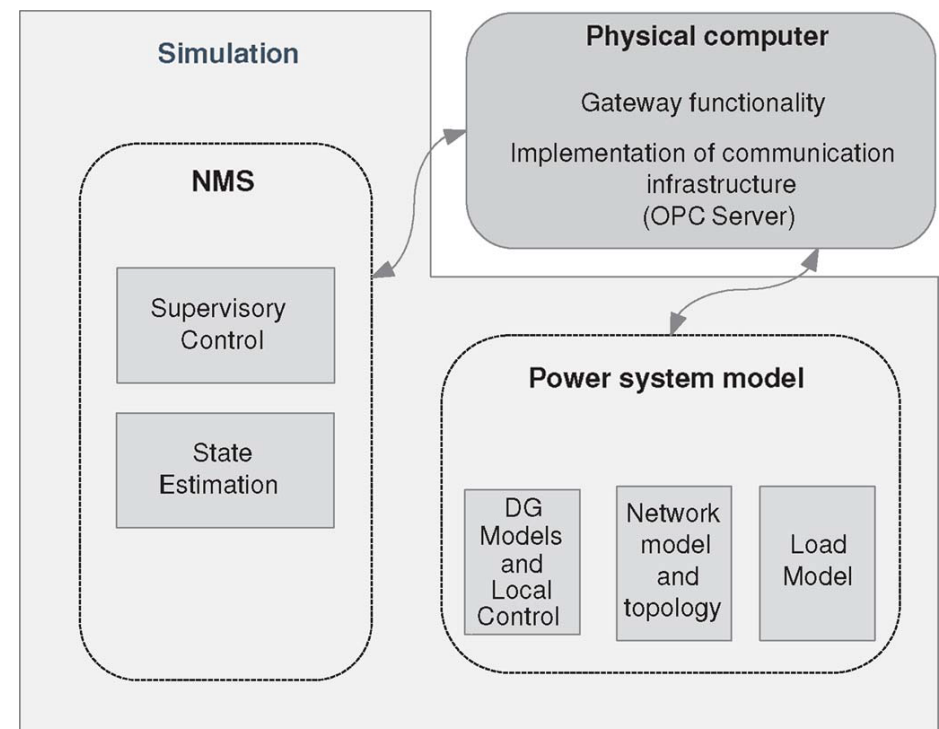 Simulation
NMS
Supervisory
Control
State
Estimation
Physical computer
Gateway functionality
Implementation of communication
infrastructure
(OPC Server)
Power system model
DG
Models
and
Local
Control
Network
model
and
topology
Load
Model